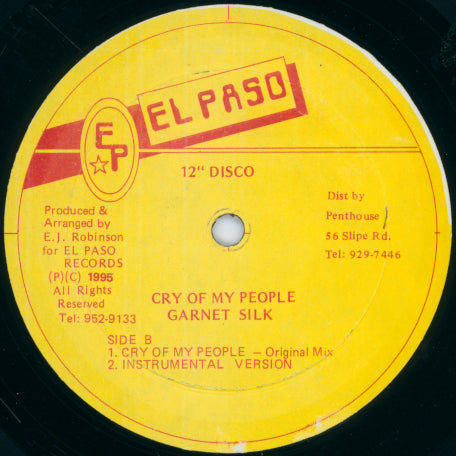 EL PASO
EP
12" DISCO
Produced &
Arranged by
E.J. Robinson
for EL PASO
RECORDS
(P)(C) 1995
All Rights
Reserved
Tel: 952-9133
Dist by
Penthouse
56 Slipe Rd.
Tel: 929-7446
CRY OF MY PEOPLE
GARNET SILK
SIDE B
1. CRY OF MY PEOPLE – Original Mix
2. INSTRUMENTAL VERSION